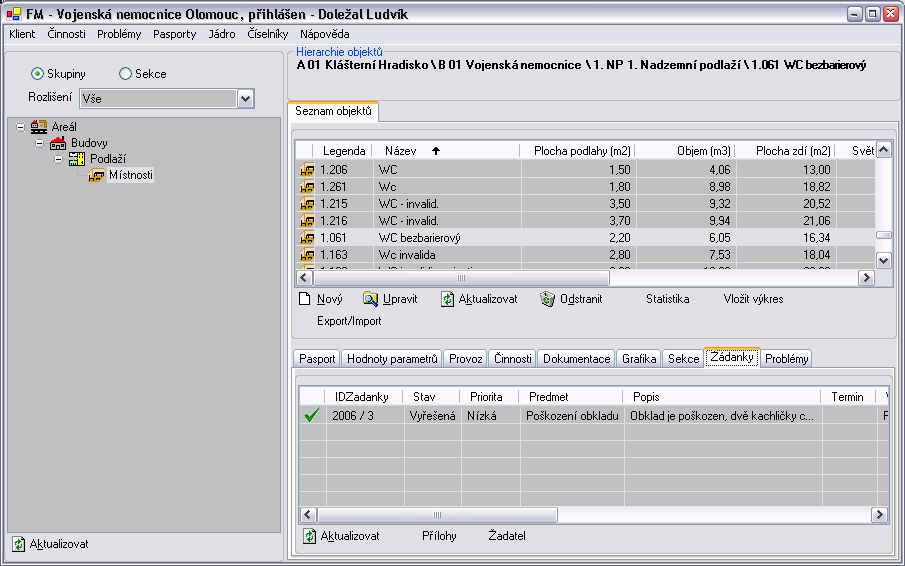 FM - Vojenská nemocnice Olomouc, přihlášen - Doležal Ludvík
Klient Činnosti Problémy Pasporty Jádro Číselníky Nápověda
Skupiny Sekce
Rozlišení Vše
Areál
Budovy
Podlaží
Místnosti
Aktualizovat
Hierarchie objektů
A 01 Klášterní Hradisko \ B 01 Vojenská nemocnice \ 1. NP 1. Nadzemní podlaží \ 1.061 WC bezbarierový
Seznam objektů
Legenda Název Plocha podlahy (m2) Objem (m3) Plocha zdí (m2) Svět
1.206 WC 1,50 4,06 13,00
1.261 Wc 1,80 8,98 18,82
1.215 WC - invalid. 3,50 9,32 20,52
1.216 WC - invalid. 3,70 9,94 21,06
1.061 WC bezbarierový 2,20 6,05 16,34
1.163 Wc invalida 2,80 7,53 18,04
Nový Upravit Aktualizovat Odstranit Statistika Vložit výkres
Export/Import
Pasport Hodnoty parametrů Provoz Činnosti Dokumentace Grafika Sekce Žádanky Problémy
IDZadanky Stav Priorita Predmet Popis Termin
2006 / 3 Vyřešená Nízká Poškození obkladu Obklad je poškozen, dvě kachličky c...
Aktualizovat Přílohy Žadatel